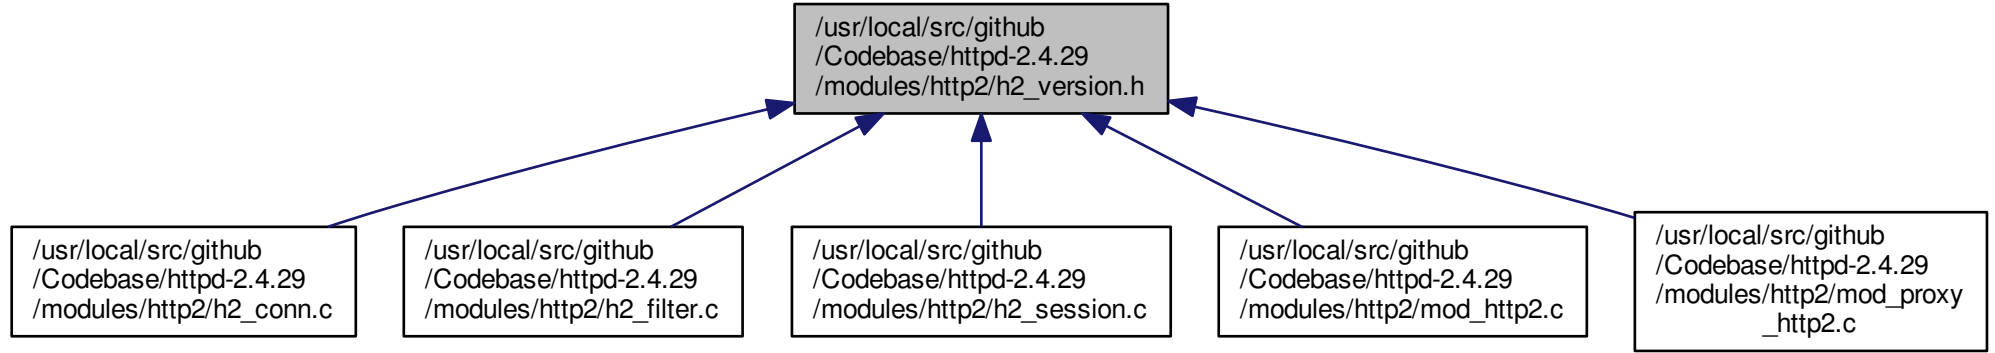 /usr/local/src/github
/Codebase/httpd-2.4.29
/modules/http2/h2_version.h
/usr/local/src/github
/Codebase/httpd-2.4.29
/modules/http2/h2_conn.c
/usr/local/src/github
/Codebase/httpd-2.4.29
/modules/http2/h2_filter.c
/usr/local/src/github
/Codebase/httpd-2.4.29
/modules/http2/h2_session.c
/usr/local/src/github
/Codebase/httpd-2.4.29
/modules/http2/mod_http2.c
/usr/local/src/github
/Codebase/httpd-2.4.29
/modules/http2/mod_proxy
_http2.c